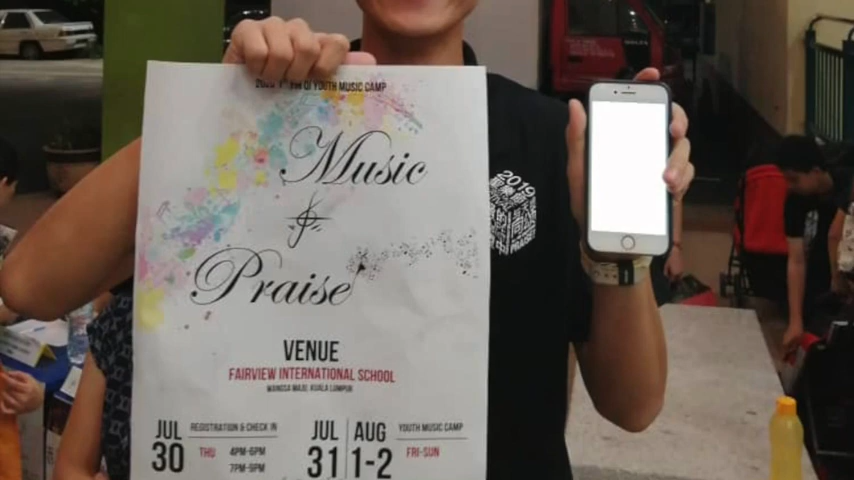 YOUTH MUSIC CAMP
Music
Praise
VENUE
FAIRVIEW INTERNATIONAL SCHOOL
WANGSA MAJU, KUALA LUMPUR
JUL
30
REGISTRATION & CHECK IN
THU 4PM-6PM
7PM-9PM
JUL
31
AUG
1-2
YOUTH MUSIC CAMP
FRI-SUN
2019